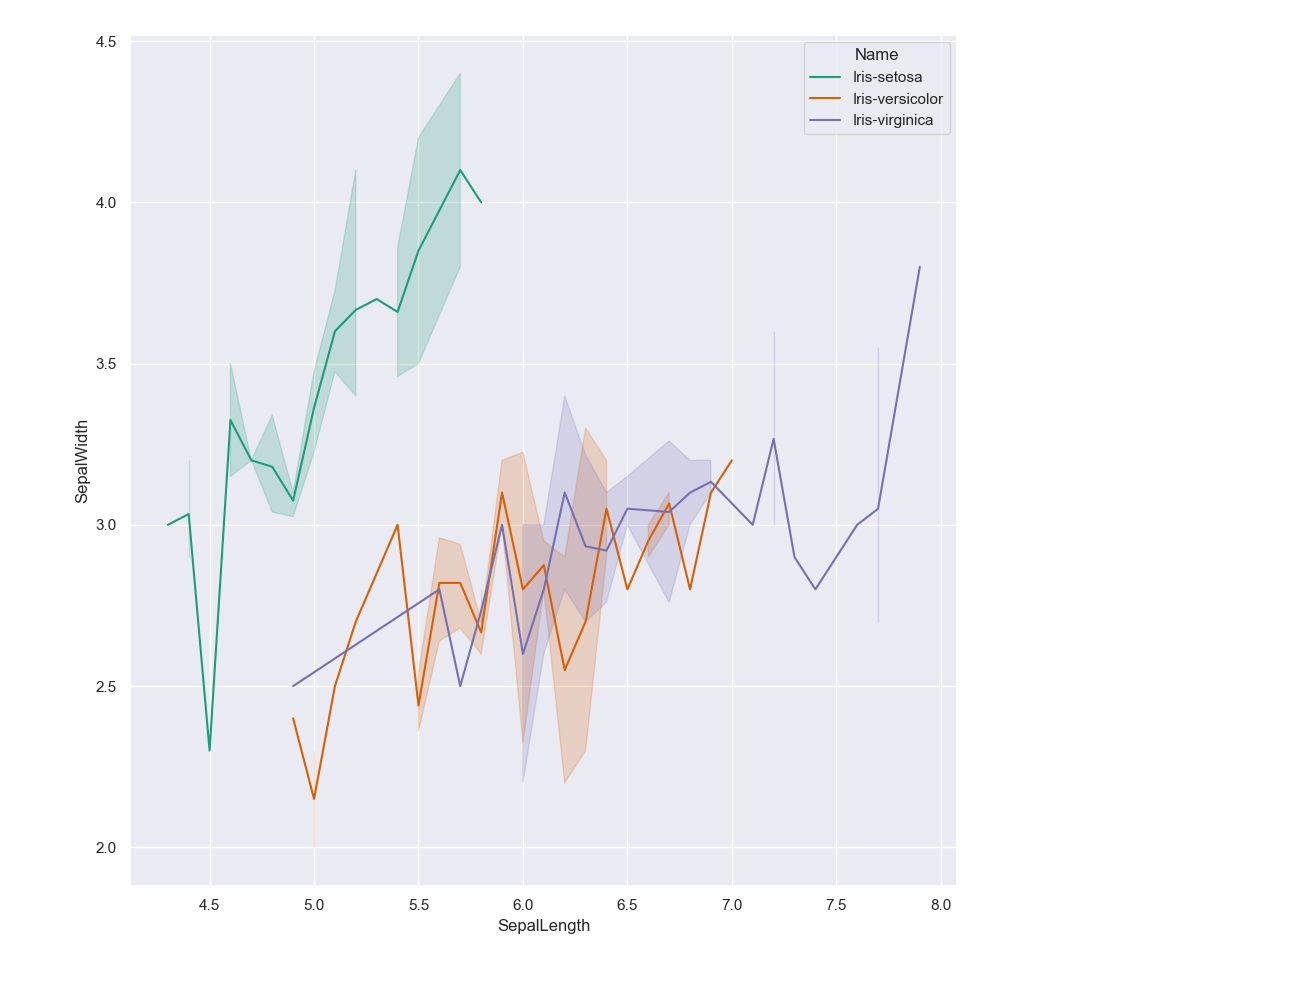 4.5
4.0
3.5
3.0
2.5
2.0
SepalWidth
Name
Iris-setosa
Iris-versicolor
Iris-virginica
4.5 5.0 5.5 6.0 6.5 7.0 7.5 8.0
SepalLength